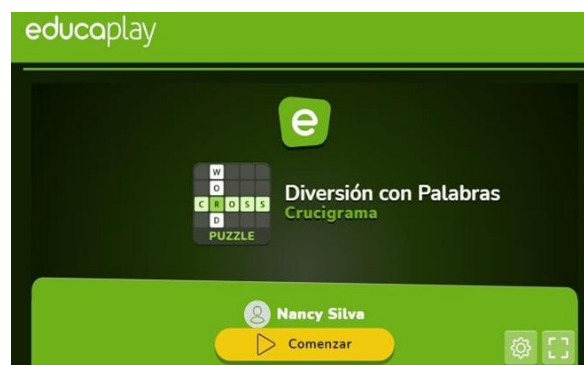 educaplay
e
W
O
CROSS
D
PUZZLE
Diversión con Palabras
Crucigrama
Nancy Silva
Comenzar